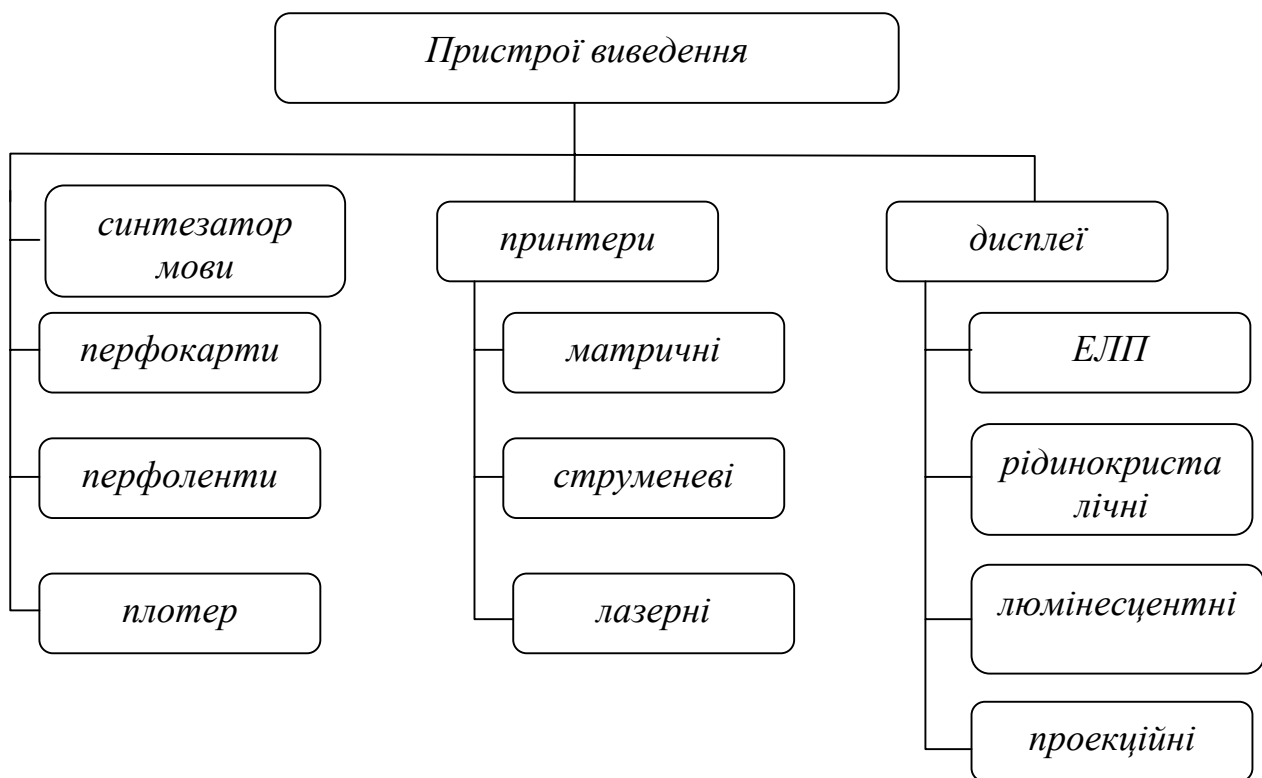 Пристрої виведення
синтезатор
мови
перфокарти
перфоленти
плотер
принтери
матричні
струменеві
лазерні
дисплеї
ЕЛП
рідинокриста
лічні
люмінесцентні
проекційні